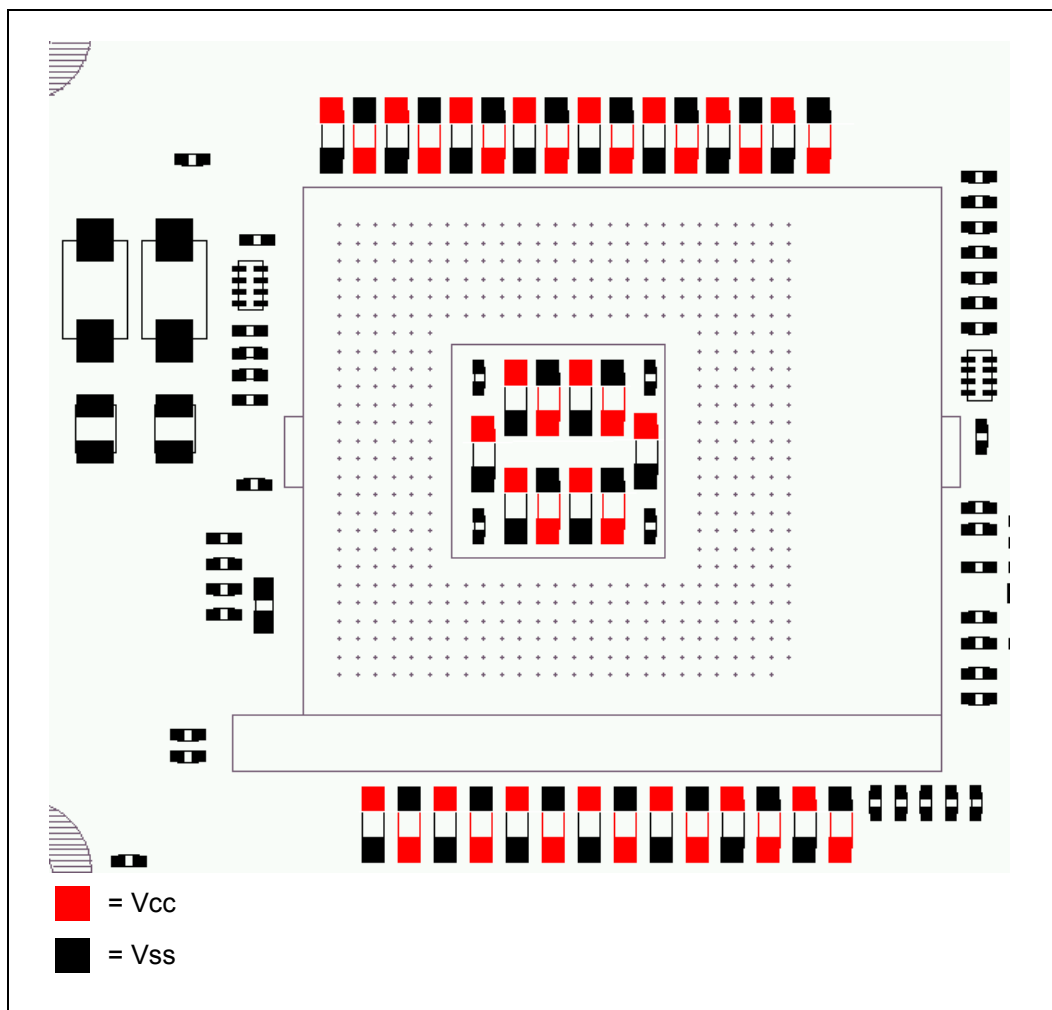 = Vcc
= Vss